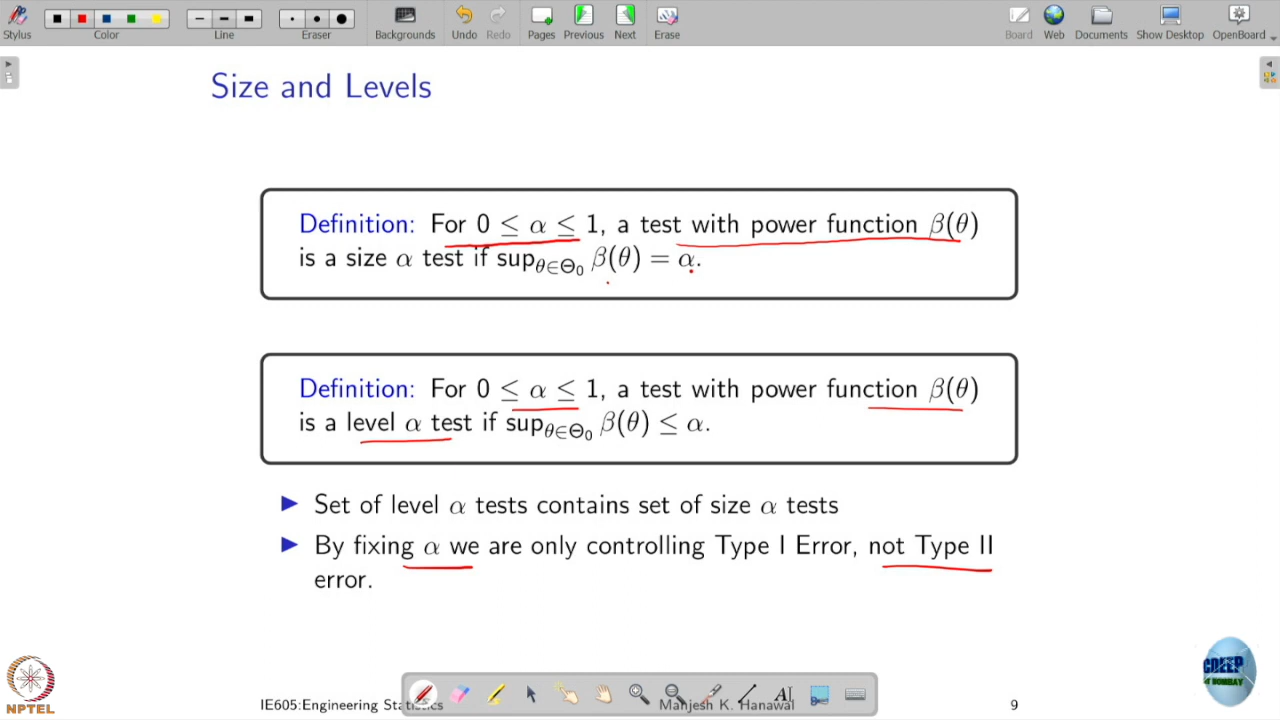 Stylus
Color
Line
Eraser
Backgrounds
Undo
Redo
Pages
Previous
Next
Erase
Board
Web
Documents
Show Desktop
OpenBoard
Size and Levels
Definition: For 0 ≤ α ≤ 1, a test with power function β(θ)
is a size α test if sup_{θ∈Θ₀} β(θ) = α.
Definition: For 0 ≤ α ≤ 1, a test with power function β(θ)
is a level α test if sup_{θ∈Θ₀} β(θ) ≤ α.
▶ Set of level α tests contains set of size α tests
▶ By fixing α we are only controlling Type I Error, not Type II
error.
NPTEL
IE605:Engineering Statistics
Manjesh K. Hanawal
9
CDEEP
IIT BOMBAY